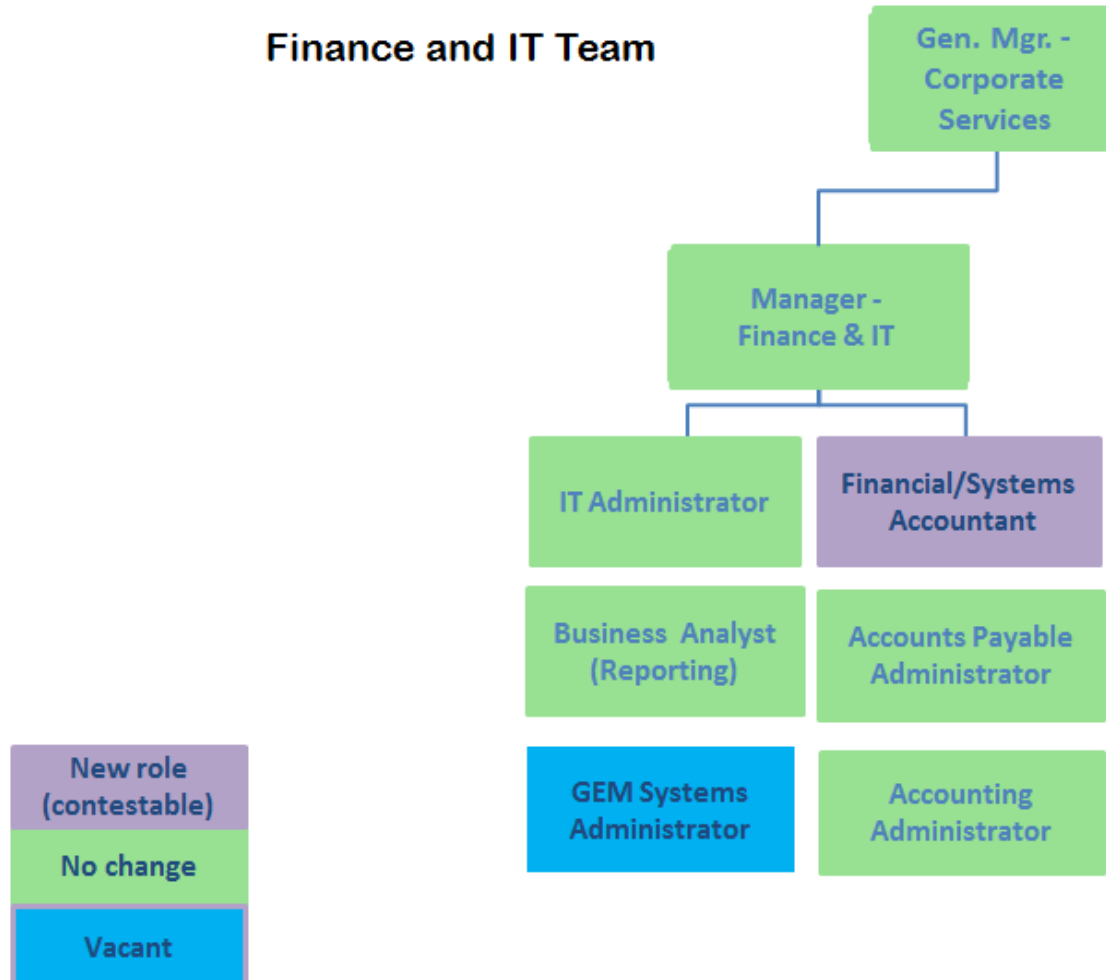 Finance and IT Team
Gen. Mgr. -
Corporate
Services
Manager -
Finance & IT
IT Administrator
Financial/Systems
Accountant
Business Analyst
(Reporting)
Accounts Payable
Administrator
GEM Systems
Administrator
Accounting
Administrator
New role
(contestable)
No change
Vacant